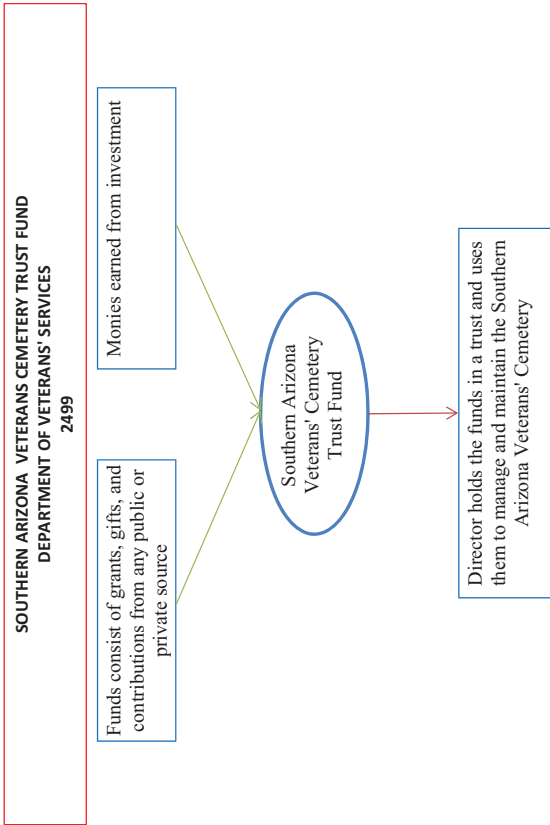 SOUTHERN ARIZONA VETERANS CEMETERY TRUST FUND
DEPARTMENT OF VETERANS' SERVICES
2499
Funds consist of grants, gifts, and
contributions from any public or
private source
Monies earned from investment
Southern Arizona
Veterans' Cemetery
Trust Fund
Director holds the funds in a trust and uses
them to manage and maintain the Southern
Arizona Veterans' Cemetery